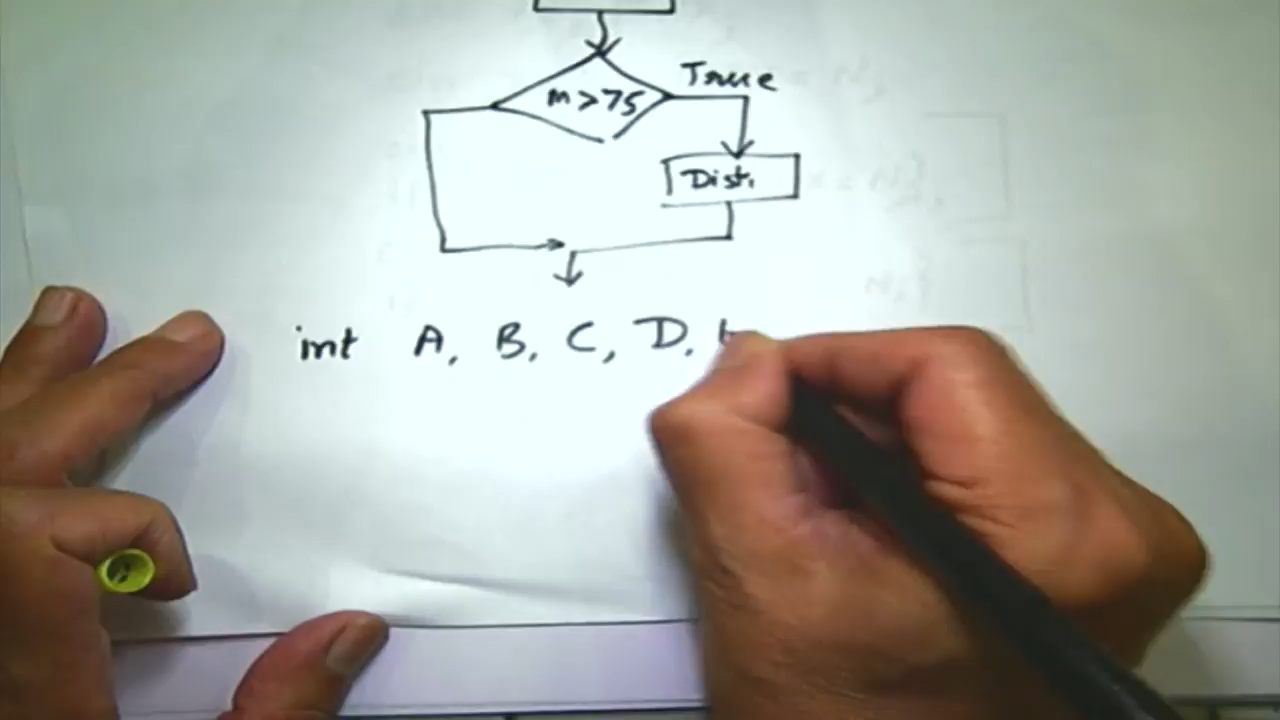 True
m>75
Dist.
int A, B, C, D,